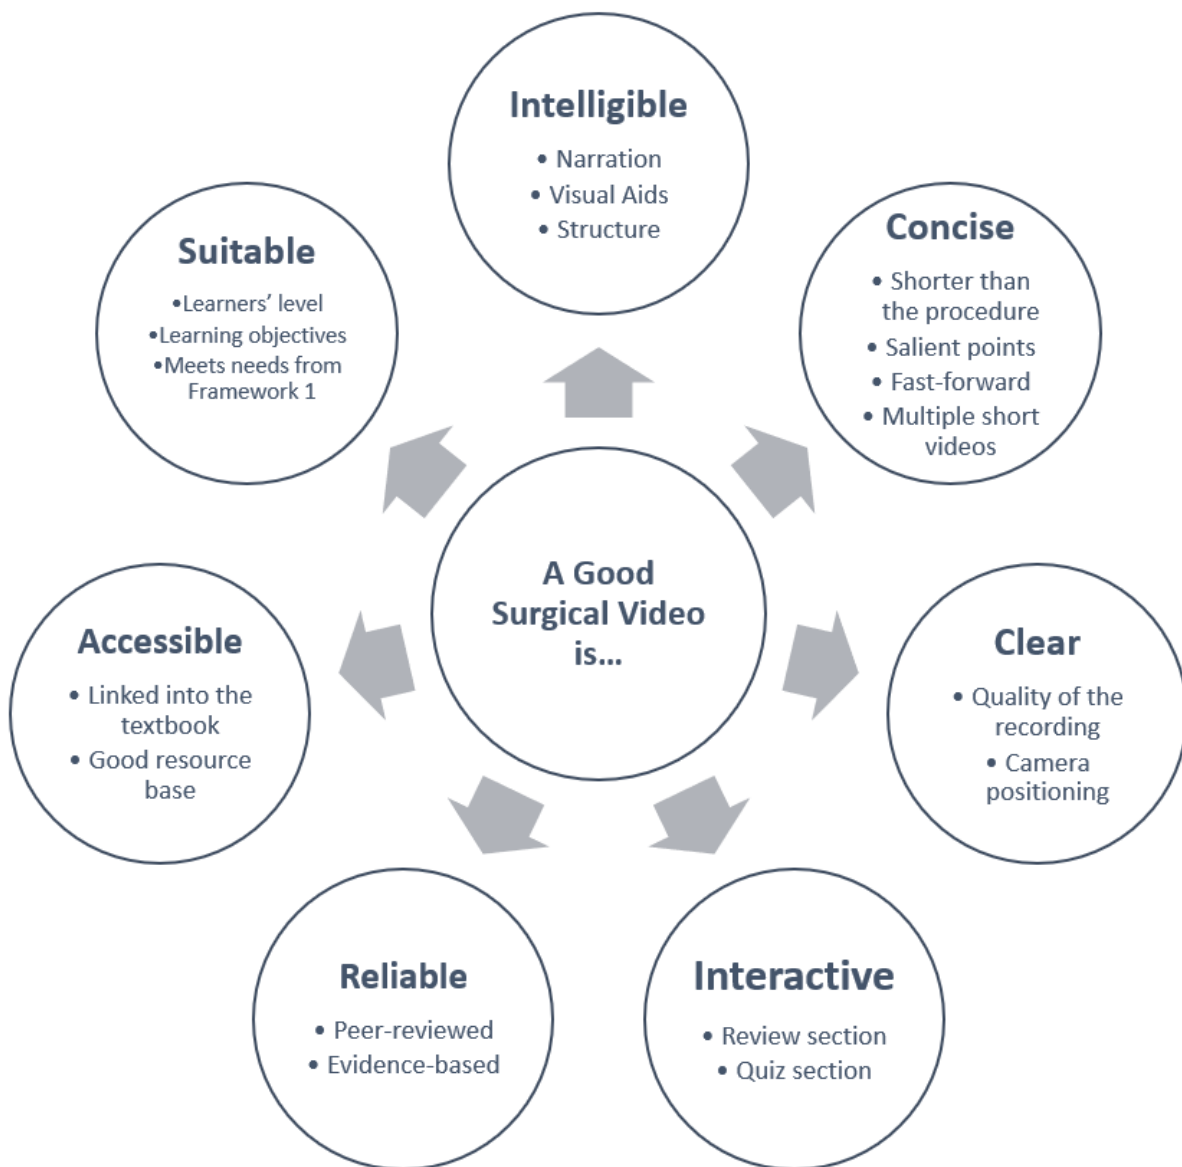 Intelligible
• Narration
• Visual Aids
• Structure
Concise
• Shorter than
the procedure
• Salient points
• Fast-forward
• Multiple short
videos
Clear
• Quality of the
recording
• Camera
positioning
Interactive
• Review section
• Quiz section
Reliable
• Peer-reviewed
• Evidence-based
Accessible
• Linked into the
textbook
• Good resource
base
Suitable
•Learners’ level
•Learning objectives
•Meets needs from
Framework 1
A Good
Surgical Video
is...